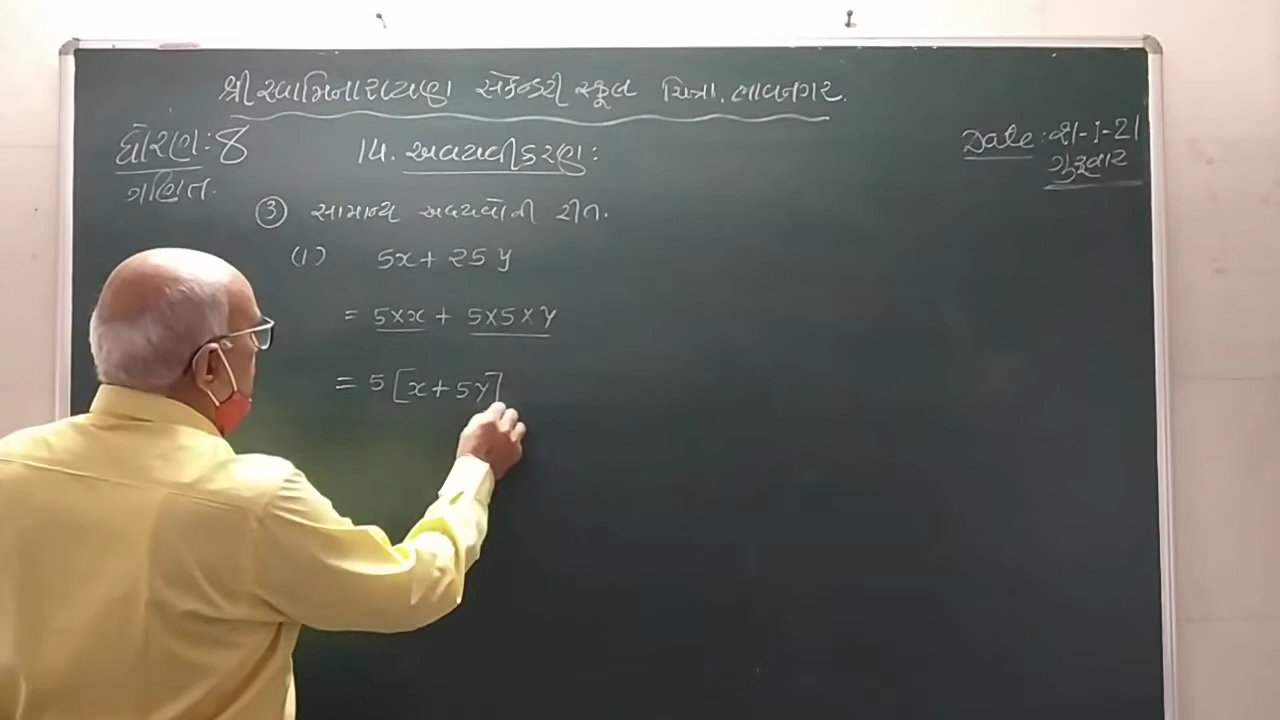 શ્રી સ્વામિનારાયણ સેકન્ડરી સ્કૂલ ચિત્રા. ભાવનગર.
ધોરણ: 8
ગણિત.
14. અવયવીકરણ:
Date: 21-1-21
ગુરૂવાર
③ સામાન્ય અવયવોની રીત.
(1) 5x + 25y
= 5×x + 5×5×y
= 5[x+5y]